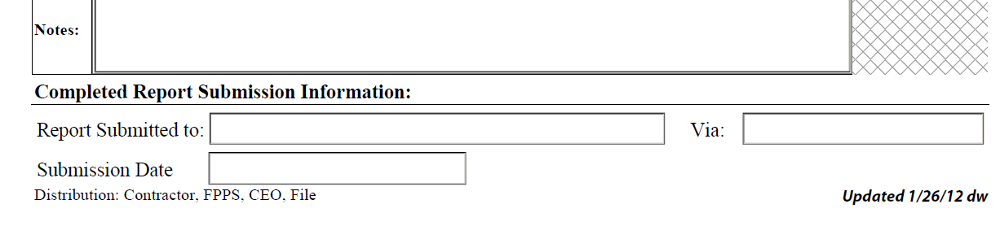 Notes:
Completed Report Submission Information:
Report Submitted to: Via:
Submission Date
Distribution: Contractor, FPPS, CEO, File
Updated 1/26/12 dw